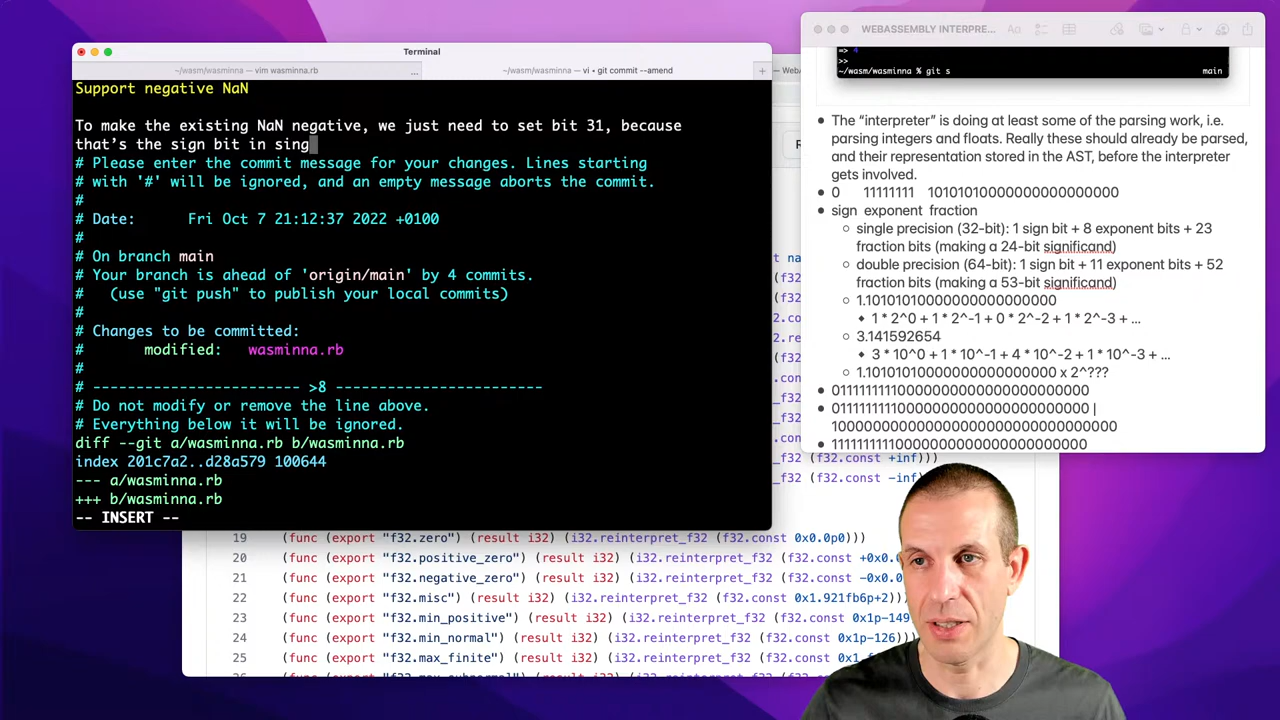 Terminal
~/wasm/wasminna — vim wasminna.rb
...
~/wasm/wasminna — vi • git commit --amend
+
Support negative NaN
To make the existing NaN negative, we just need to set bit 31, because
that’s the sign bit in sing
# Please enter the commit message for your changes. Lines starting
# with '#' will be ignored, and an empty message aborts the commit.
#
# Date:      Fri Oct 7 21:12:37 2022 +0100
#
# On branch main
# Your branch is ahead of 'origin/main' by 4 commits.
#   (use "git push" to publish your local commits)
#
# Changes to be committed:
#       modified:   wasminna.rb
#
# ------------------------ >8 ------------------------
# Do not modify or remove the line above.
# Everything below it will be ignored.
diff --git a/wasminna.rb b/wasminna.rb
index 201c7a2..d28a579 100644
--- a/wasminna.rb
+++ b/wasminna.rb
-- INSERT --
WEBASSEMBLY INTERPRE...
Aa
=> 4
>>
~/wasm/wasminna % git s
main
• The “interpreter” is doing at least some of the parsing work, i.e.
parsing integers and floats. Really these should already be parsed,
and their representation stored in the AST, before the interpreter
gets involved.
• 0 11111111 10101010000000000000000
• sign exponent fraction
single precision (32-bit): 1 sign bit + 8 exponent bits + 23
fraction bits (making a 24-bit significand)
double precision (64-bit): 1 sign bit + 11 exponent bits + 52
fraction bits (making a 53-bit significand)
1.10101010000000000000000
1 * 2^0 + 1 * 2^-1 + 0 * 2^-2 + 1 * 2^-3 + ...
3.141592654
3 * 10^0 + 1 * 10^-1 + 4 * 10^-2 + 1 * 10^-3 + ...
1.10101010000000000000000 x 2^???
• 01111111110000000000000000000000
• 01111111110000000000000000000000 |
10000000000000000000000000000000
• 11111111110000000000000000000000
(f32.const +inf)))
(f32.const -inf)))
19 (func (export "f32.zero") (result i32) (i32.reinterpret_f32 (f32.const 0x0.0p0)))
20 (func (export "f32.positive_zero") (result i32) (i32.reinterpret_f32 (f32.const +0x0.0
21 (func (export "f32.negative_zero") (result i32) (i32.reinterpret_f32 (f32.const -0x0.0
22 (func (export "f32.misc") (result i32) (i32.reinterpret_f32 (f32.const 0x1.921fb6p+2)))
23 (func (export "f32.min_positive") (result i32) (i32.reinterpret_f32 (f32.const 0x1p-149
24 (func (export "f32.min_normal") (result i32) (i32.reinterpret_f32 (f32.const 0x1p-126)))
25 (func (export "f32.max_finite") (result i32) (i32.reinterpret_f32 (f32.const